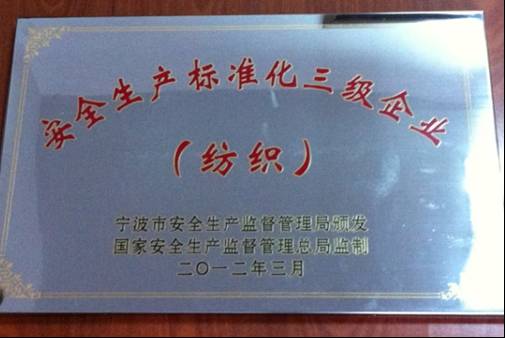 安全生产标准化三级企业
(纺织)
宁波市安全生产监督管理局颁发
国家安全生产监督管理总局监制
二〇一二年三月